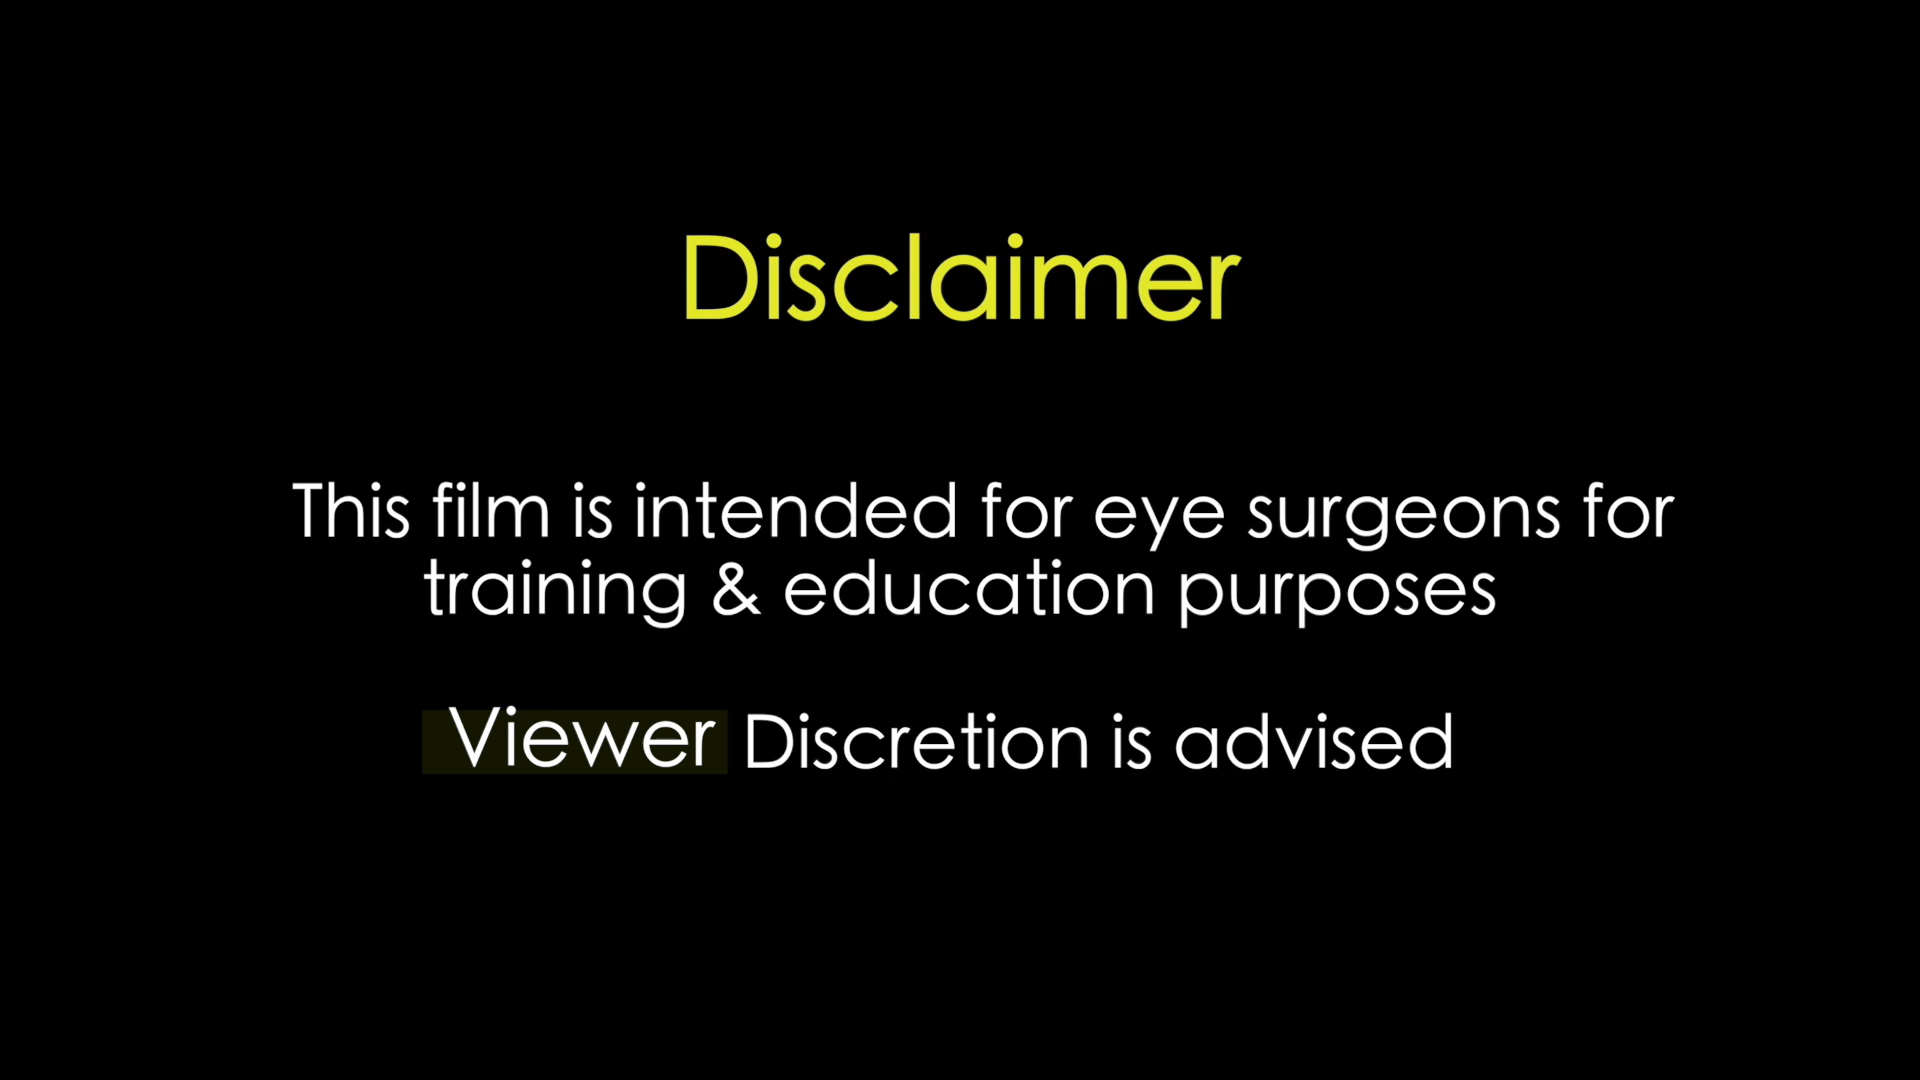 Disclaimer
This film is intended for eye surgeons for
training & education purposes
Viewer Discretion is advised